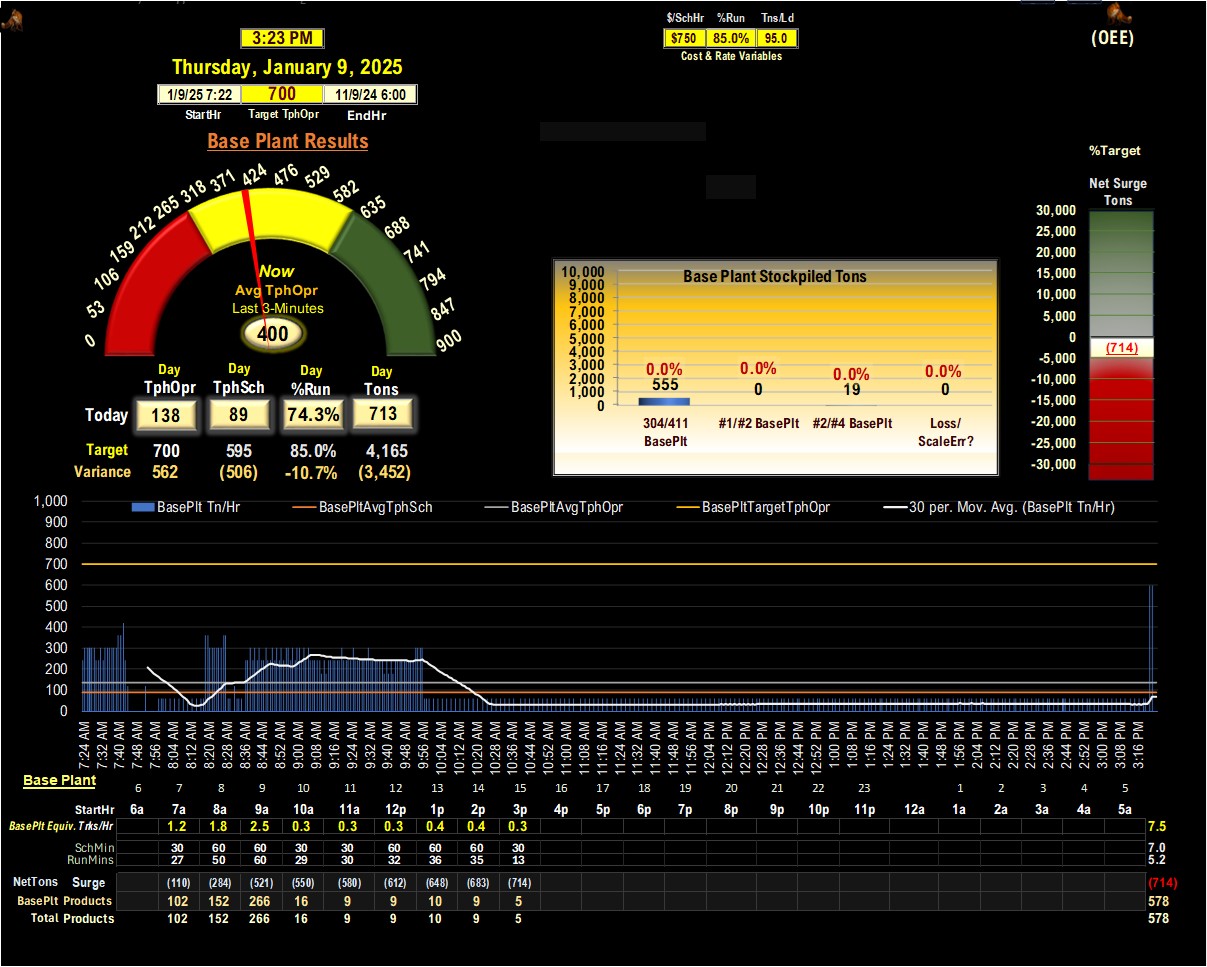 $/SchHr %Run Tns/Ld
3:23 PM
$750 85.0% 95.0
(OEE)
Cost & Rate Variables
Thursday, January 9, 2025
1/9/25 7:22 700 11/9/24 6:00
StartHr Target TphOpr EndHr
Base Plant Results
%Target
Net Surge
Tons
0 53 106 159 212 265 318 371 424 476 529 582 635 688 741 794 847 900
Now
Avg TphOpr
Last 3-Minutes
400
30,000
25,000
20,000
15,000
10,000
5,000
0
(714)
-5,000
-10,000
-15,000
-20,000
-25,000
-30,000
Base Plant Stockpiled Tons
10,000
9,000
8,000
7,000
6,000
5,000
4,000
3,000
2,000
1,000
0
0.0% 0.0% 0.0% 0.0%
555 0 19 0
304/411 BasePlt
#1/#2 BasePlt
#2/#4 BasePlt
Loss/ ScaleErr?
Day Day Day Day
TphOpr TphSch %Run Tons
Today 138 89 74.3% 713
Target 700 595 85.0% 4,165
Variance 562 (506) -10.7% (3,452)
BasePlt Tn/Hr BasePltAvgTphSch BasePltAvgTphOpr BasePltTargetTphOpr 30 per. Mov. Avg. (BasePlt Tn/Hr)
1,000
900
800
700
600
500
400
300
200
100
0
7:24 AM 7:32 AM 7:40 AM 7:56 AM 8:04 AM 8:12 AM 8:20 AM 8:28 AM 8:36 AM 8:44 AM 8:52 AM 9:00 AM 9:08 AM 9:16 AM 9:24 AM 9:32 AM 9:40 AM 9:48 AM 9:56 AM 10:04 AM 10:12 AM 10:20 AM 10:28 AM 10:36 AM 10:44 AM 10:52 AM 11:00 AM 11:08 AM 11:16 AM 11:24 AM 11:32 AM 11:40 AM 11:48 AM 11:56 AM 12:04 PM 12:12 PM 12:20 PM 12:28 PM 12:36 PM 12:44 PM 12:52 PM 1:00 PM 1:08 PM 1:16 PM 1:24 PM 1:32 PM 1:40 PM 1:48 PM 1:56 PM 2:04 PM 2:12 PM 2:20 PM 2:28 PM 2:36 PM 2:44 PM 2:52 PM 3:00 PM 3:08 PM 3:16 PM
Base Plant
6 7 8 9 10 11 12 13 14 15 16 17 18 19 20 21 22 23 1 2 3 4 5
StartHr 6a 7a 8a 9a 10a 11a 12p 1p 2p 3p 4p 5p 6p 7p 8p 9p 10p 11p 12a 1a 2a 3a 4a 5a
BasePlt Equiv. Trks/Hr 1.2 1.8 2.5 0.3 0.3 0.3 0.4 0.4 0.3 7.5
SchMin 30 60 60 30 30 60 60 60 30 7.0
RunMins 27 50 60 29 30 32 36 35 13 5.2
NetTons Surge (110) (284) (521) (550) (580) (612) (648) (683) (714) (714)
BasePlt Products 102 152 266 16 9 9 10 9 5 578
Total Products 102 152 266 16 9 9 10 9 5 578